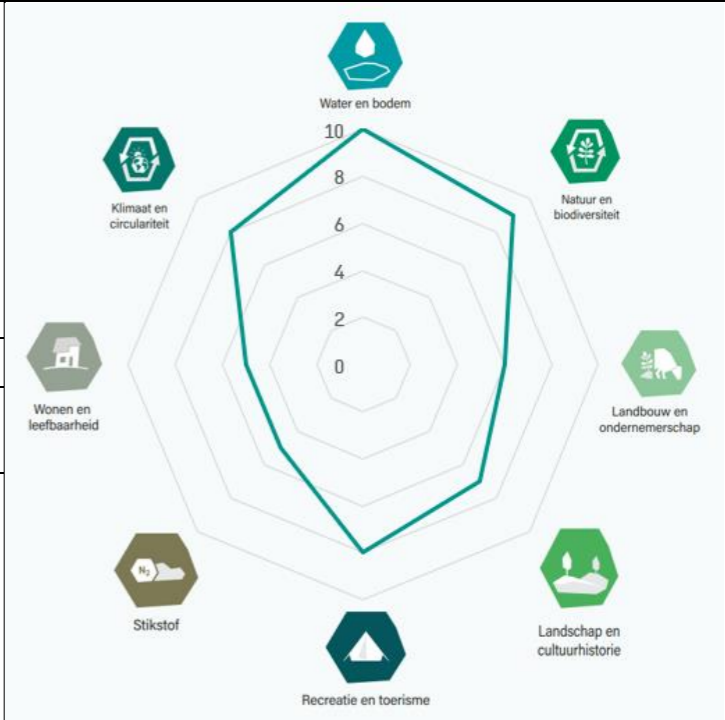 Water en bodem
10
8
6
4
2
0
Natuur en
biodiversiteit
Landbouw en
ondernemerschap
Landschap en
cultuurhistorie
Recreatie en toerisme
N₂
Stikstof
Wonen en
leefbaarheid
Klimaat en
circulariteit